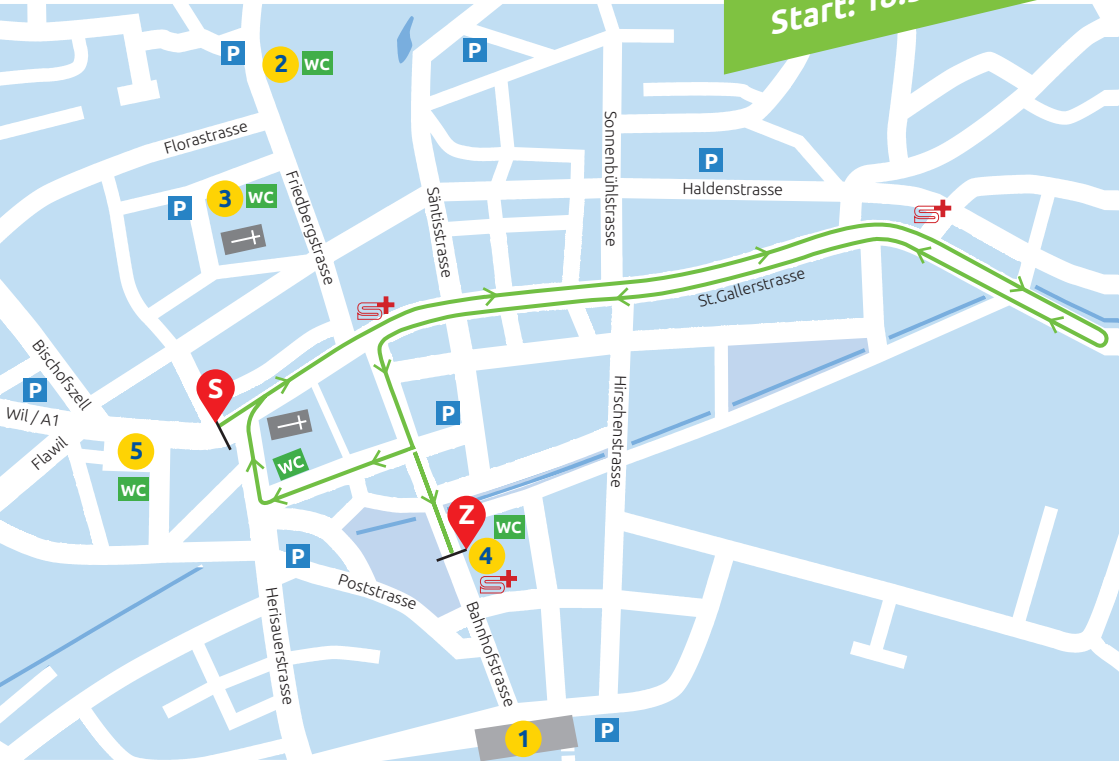 Start: 18.
P
2
WC
P
Florastrasse
Sonnenbühlstrasse
P
Haldenstrasse
P
3
WC
Friedbergstrasse
Säntisstrasse
S
S
St.Gallerstrasse
Bischofszell
P
Wil / A1
Flawil
S
P
Hirschenstrasse
5
WC
WC
Z
WC
4
S
P
Poststrasse
Herisauerstrasse
Bahnhofstrasse
1
P